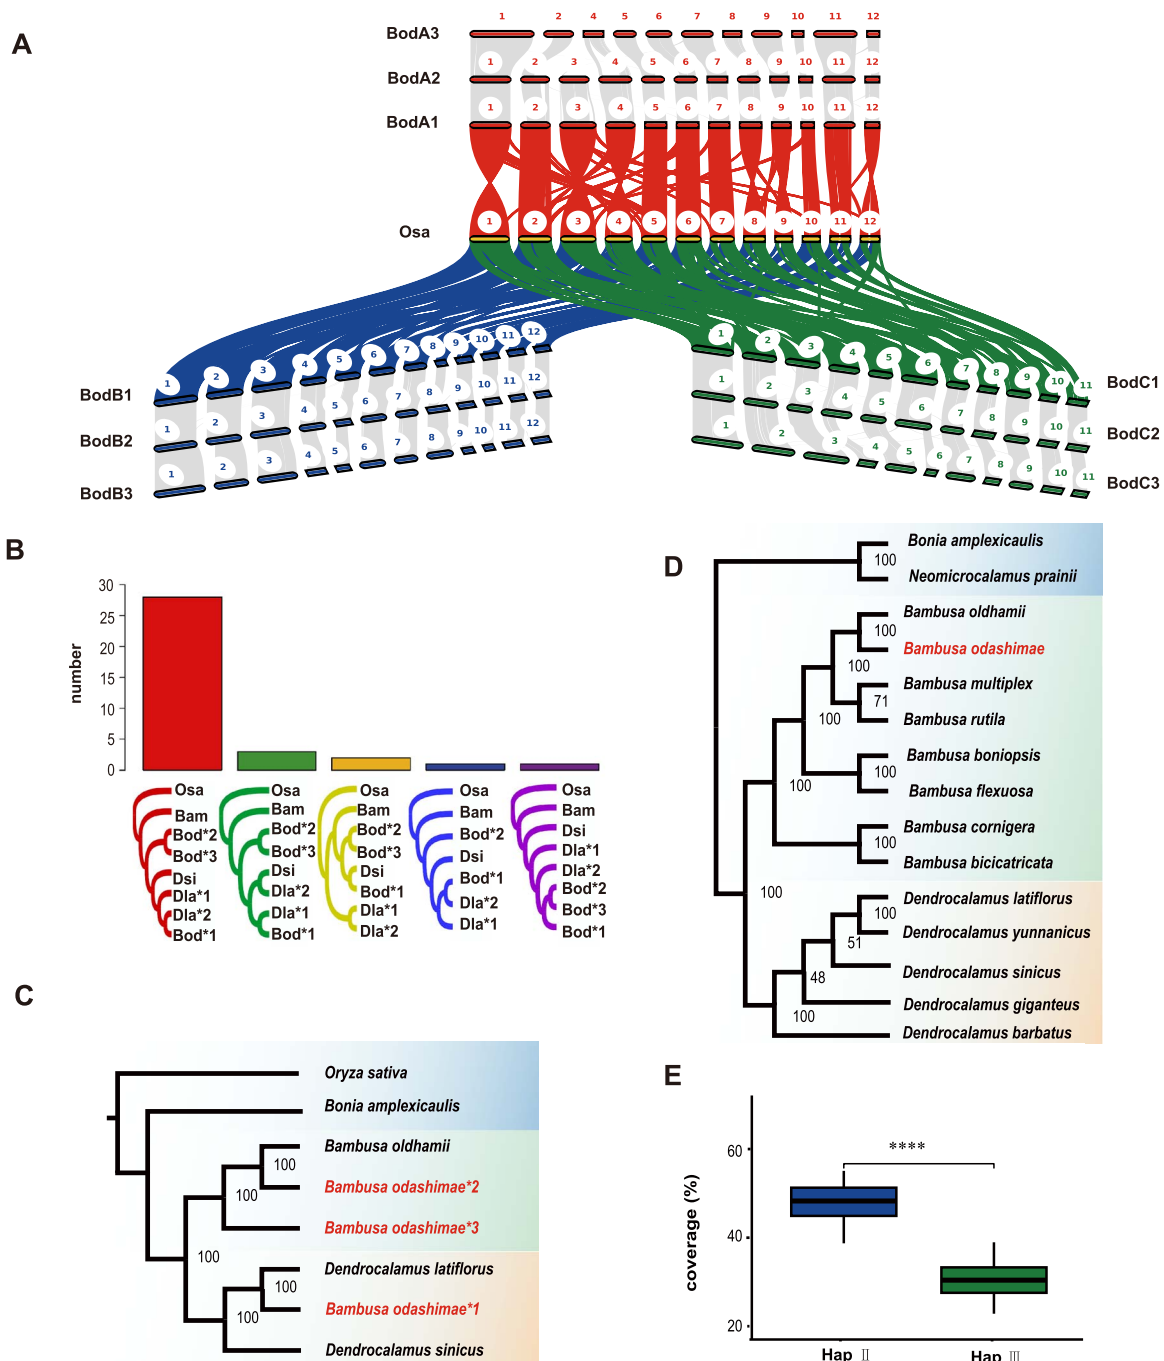 A
BodA3
1 2 4 5 6 7 8 9 10 11 12
BodA2
1 2 3 4 5 6 7 8 9 10 11 12
BodA1
1 2 3 4 5 6 7 8 9 10 11 12
Osa
1 2 3 4 5 6 7 8 9 10 11 12
BodB1
1 2 3 4 5 6 7 8 9 10 11 12
BodB2
1 2 3 4 5 6 7 8 9 10 11 12
BodB3
1 2 3 4 5 6 7 8 9 10 11 12
1 2 3 4 5 6 7 8 9 10 11
BodC1
1 2 3 4 5 6 7 8 9 10 11
BodC2
1 2 3 4 5 6 7 8 9 10 11
BodC3
B
number
30
25
20
15
10
5
0
Osa
Bam
Bod*2
Bod*3
Dsi
Dla*1
Dla*2
Bod*1
Osa
Bam
Bod*2
Bod*3
Dsi
Dla*2
Dla*1
Bod*1
Osa
Bam
Bod*2
Bod*3
Dsi
Bod*1
Dla*1
Dla*2
Osa
Bam
Bod*2
Dsi
Bod*1
Dla*2
Dla*1
Osa
Bam
Dsi
Dla*1
Dla*2
Bod*2
Bod*3
Bod*1
C
Oryza sativa
Bonia amplexicaulis
Bambusa oldhamii
100
Bambusa odashimae*2
100
Bambusa odashimae*3
100
Dendrocalamus latiflorus
100
Bambusa odashimae*1
100
Dendrocalamus sinicus
D
Bonia amplexicaulis
100
Neomicrocalamus prainii
Bambusa oldhamii
100
Bambusa odashimae
100
Bambusa multiplex
71
100
Bambusa rutila
Bambusa boniopsis
100
100
Bambusa flexuosa
Bambusa cornigera
100
Bambusa bicicatricata
100
Dendrocalamus latiflorus
100
Dendrocalamus yunnanicus
51
Dendrocalamus sinicus
48
Dendrocalamus giganteus
100
Dendrocalamus barbatus
E
coverage (%)
60
40
20
****
Hap Ⅱ
Hap Ⅲ